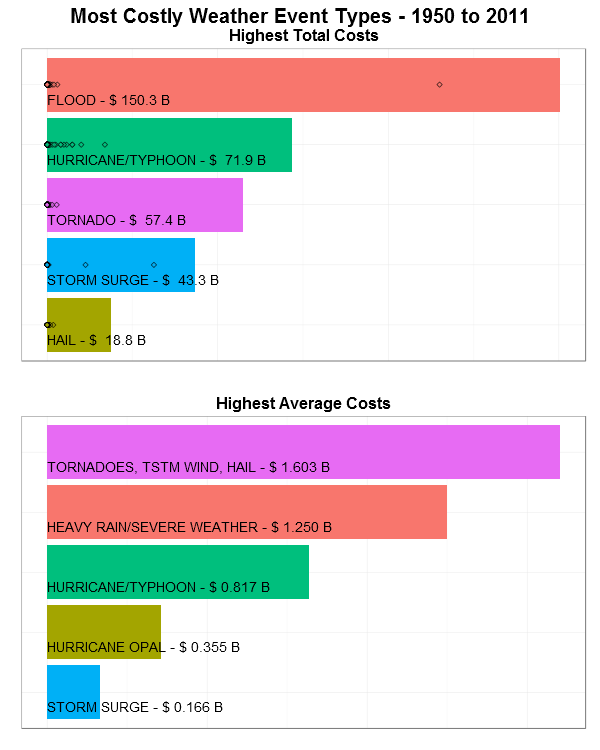 Most Costly Weather Event Types - 1950 to 2011
Highest Total Costs
FLOOD - $ 150.3 B
HURRICANE/TYPHOON - $  71.9 B
TORNADO - $  57.4 B
STORM SURGE - $  43.3 B
HAIL - $  18.8 B
Highest Average Costs
TORNADOES, TSTM WIND, HAIL - $ 1.603 B
HEAVY RAIN/SEVERE WEATHER - $ 1.250 B
HURRICANE/TYPHOON - $ 0.817 B
HURRICANE OPAL - $ 0.355 B
STORM SURGE - $ 0.166 B